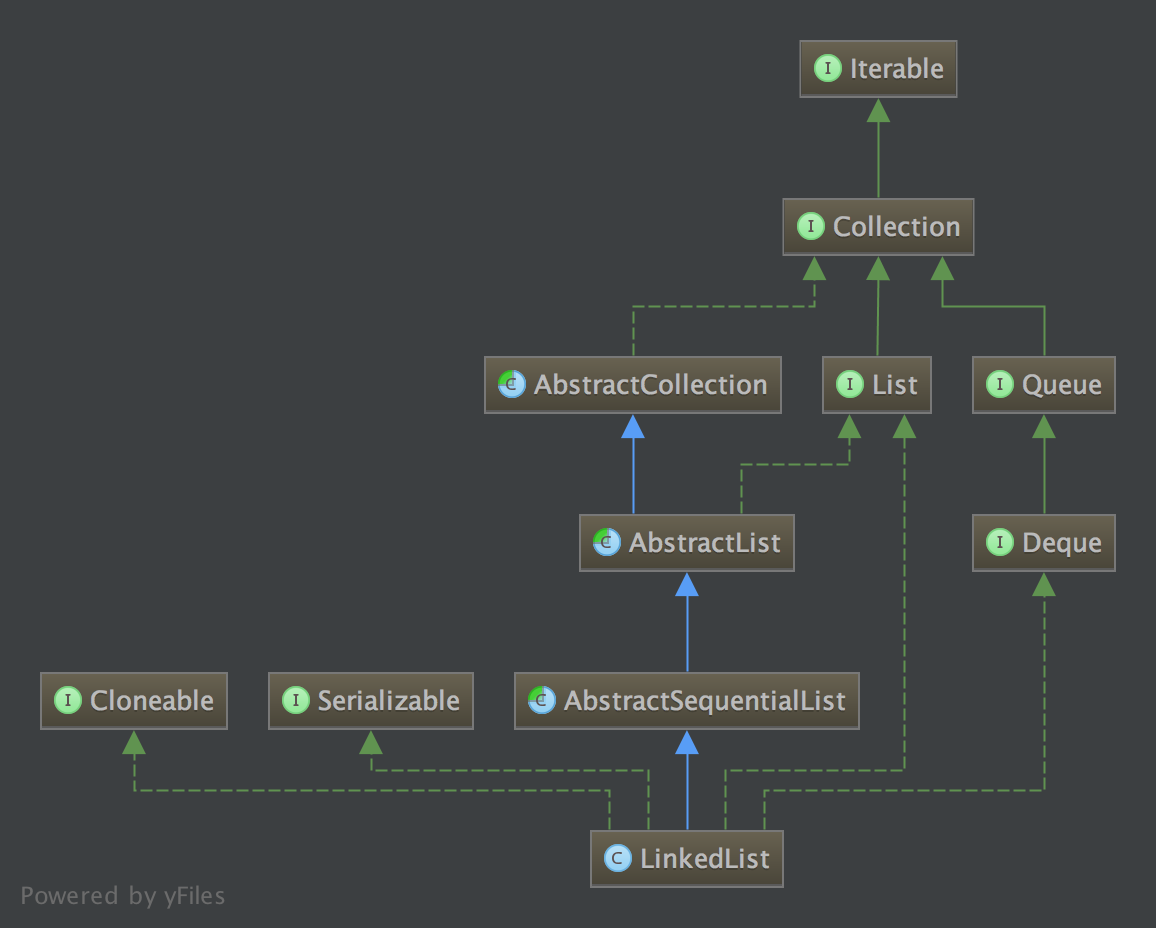 I Iterable
I Collection
C AbstractCollection
I List
I Queue
C AbstractList
I Deque
I Cloneable
I Serializable
C AbstractSequentialList
C LinkedList
Powered by yFiles